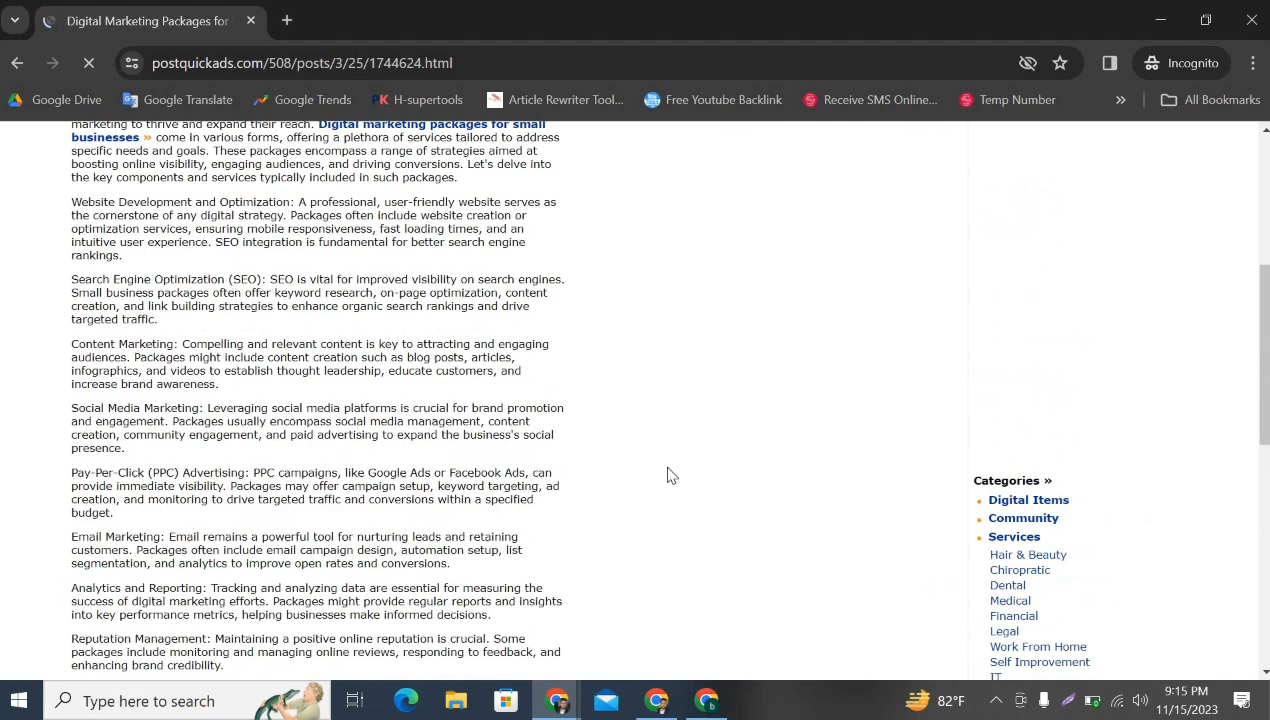 Digital Marketing Packages for
postquickads.com/508/posts/3/25/1744624.html
Incognito
Google Drive
Google Translate
Google Trends
H-supertools
Article Rewriter Tool...
Free Youtube Backlink
Receive SMS Online...
Temp Number
»
All Bookmarks
marketing to thrive and expand their reach. Digital marketing packages for small
businesses » come in various forms, offering a plethora of services tailored to address
specific needs and goals. These packages encompass a range of strategies aimed at
boosting online visibility, engaging audiences, and driving conversions. Let's delve into
the key components and services typically included in such packages.
Website Development and Optimization: A professional, user-friendly website serves as
the cornerstone of any digital strategy. Packages often include website creation or
optimization services, ensuring mobile responsiveness, fast loading times, and an
intuitive user experience. SEO integration is fundamental for better search engine
rankings.
Search Engine Optimization (SEO): SEO is vital for improved visibility on search engines.
Small business packages often offer keyword research, on-page optimization, content
creation, and link building strategies to enhance organic search rankings and drive
targeted traffic.
Content Marketing: Compelling and relevant content is key to attracting and engaging
audiences. Packages might include content creation such as blog posts, articles,
infographics, and videos to establish thought leadership, educate customers, and
increase brand awareness.
Social Media Marketing: Leveraging social media platforms is crucial for brand promotion
and engagement. Packages usually encompass social media management, content
creation, community engagement, and paid advertising to expand the business's social
presence.
Pay-Per-Click (PPC) Advertising: PPC campaigns, like Google Ads or Facebook Ads, can
provide immediate visibility. Packages may offer campaign setup, keyword targeting, ad
creation, and monitoring to drive targeted traffic and conversions within a specified
budget.
Email Marketing: Email remains a powerful tool for nurturing leads and retaining
customers. Packages often include email campaign design, automation setup, list
segmentation, and analytics to improve open rates and conversions.
Analytics and Reporting: Tracking and analyzing data are essential for measuring the
success of digital marketing efforts. Packages might provide regular reports and insights
into key performance metrics, helping businesses make informed decisions.
Reputation Management: Maintaining a positive online reputation is crucial. Some
packages include monitoring and managing online reviews, responding to feedback, and
enhancing brand credibility.
Categories »
Digital Items
Community
Services
Hair & Beauty
Chiropratic
Dental
Medical
Financial
Legal
Work From Home
Self Improvement
IT
Type here to search
82°F
9:15 PM
11/15/2023